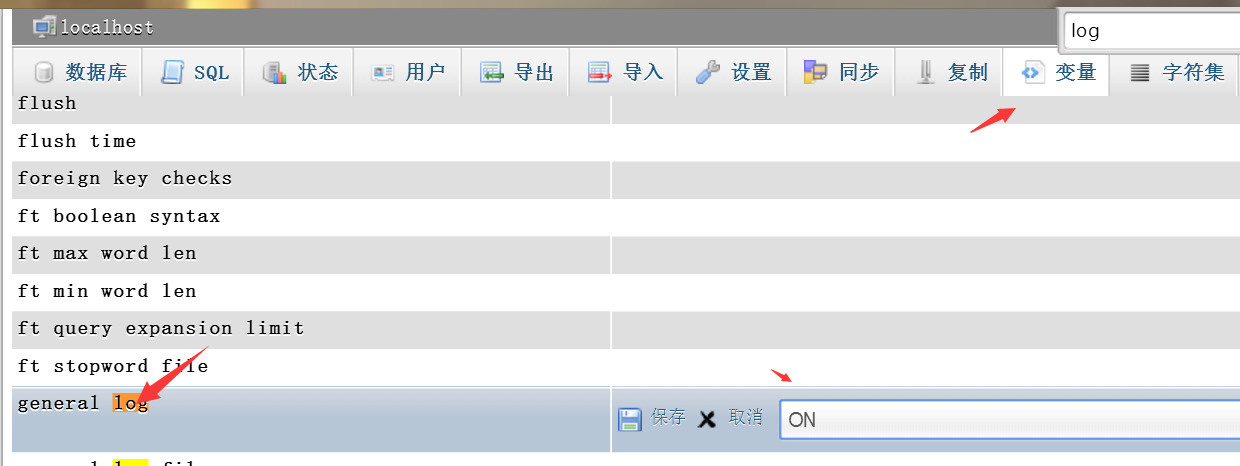 localhost
log
数据库 SQL 状态 用户 导出 导入 设置 同步 复制 变量 字符集
flush
flush time
foreign key checks
ft boolean syntax
ft max word len
ft min word len
ft query expansion limit
ft stopword file
general log
保存 取消 ON